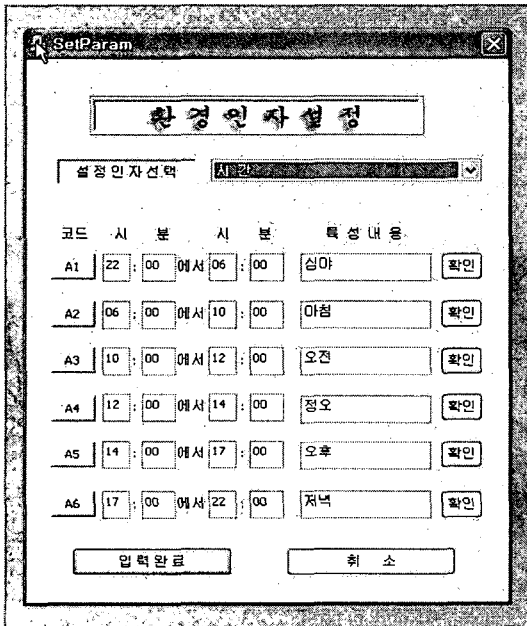 SetParam
환경인자설정
설정인자선택 시간
코드 시 분 시 분 특성내용
A1 22 : 00 에서 06 : 00 심야 확인
A2 06 : 00 에서 10 : 00 아침 확인
A3 10 : 00 에서 12 : 00 오전 확인
A4 12 : 00 에서 14 : 00 정오 확인
A5 14 : 00 에서 17 : 00 오후 확인
A6 17 : 00 에서 22 : 00 저녁 확인
입력완료 취 소